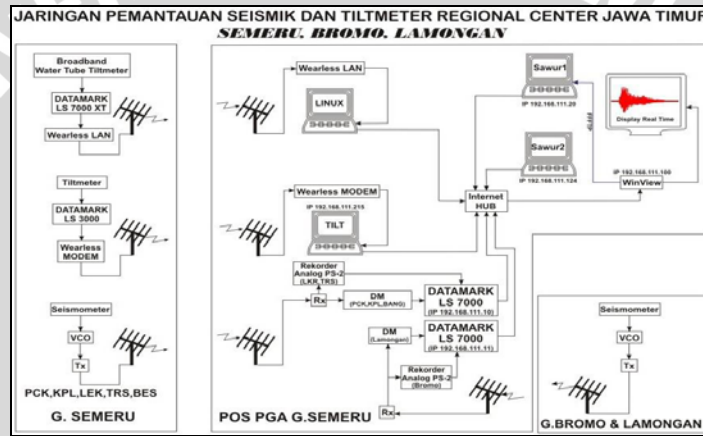 JARINGAN PEMANTAUAN SEISMIK DAN TILTMETER REGIONAL CENTER JAWA TIMUR
SEMERU, BROMO, LAMONGAN
Broadband
Water Tube Tiltmeter
DATAMARK
LS 7000 XT
Wearless LAN
Tiltmeter
DATAMARK
LS 3000
Wearless
MODEM
Seismometer
VCO
Tx
PCK,KPL,LEK,TRS,BES
G. SEMERU
Wearless LAN
LINUX
Wearless MODEM
IP 192.168.111.215
TILT
Rekorder
Analog PS-2
(LKR,TRS)
Rx
DM
(PCK,KPL,BANG)
DATAMARK
LS 7000
(IP 192.168.111.10)
DM
(Lamongan)
DATAMARK
LS 7000
(IP 192.168.111.11)
Rekorder
Analog PS-2
(Bromo)
Rx
POS PGA G.SEMERU
Sawur1
IP 192.168.111.20
Sawur2
IP 192.168.111.124
Internet
HUB
Display Real Time
IP 192.168.111.100
WinView
Seismometer
VCO
Tx
G.BROMO & LAMONGAN